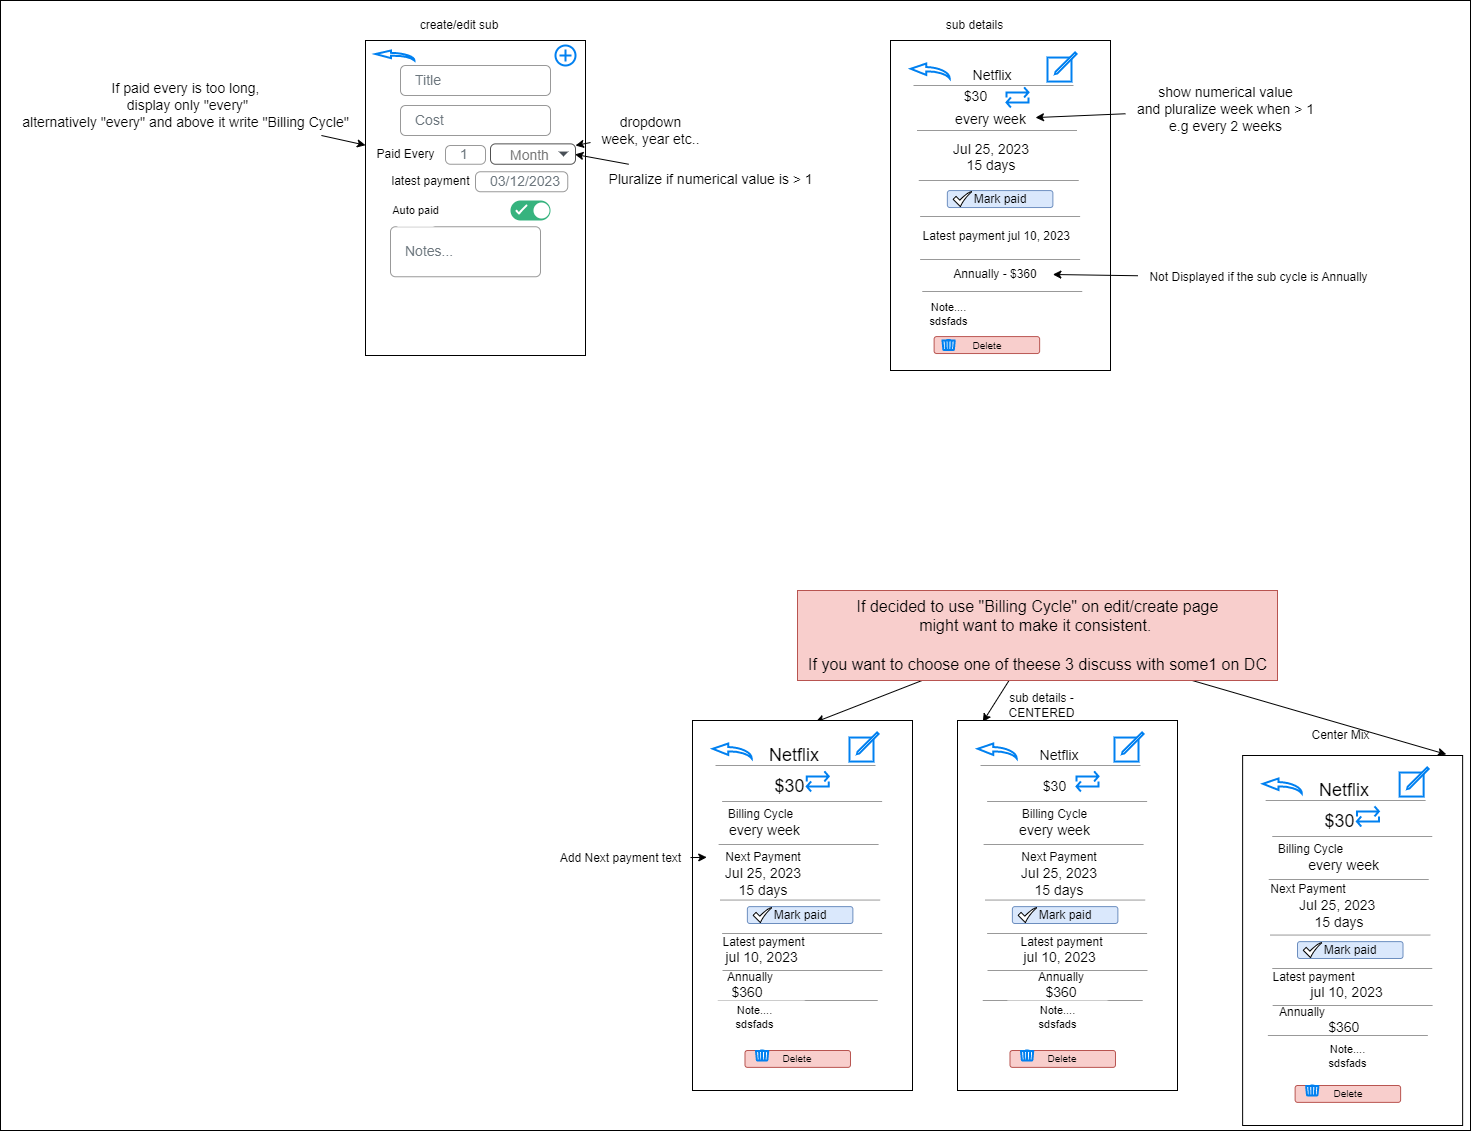 create/edit sub
If paid every is too long,
display only "every"
alternatively "every" and above it write "Billing Cycle"
Title
Cost
Paid Every
1
Month
latest payment
03/12/2023
Auto paid
Notes...
dropdown
week, year etc..
Pluralize if numerical value is > 1
sub details
Netflix
$30
every week
Jul 25, 2023
15 days
Mark paid
Latest payment jul 10, 2023
Annually - $360
Note....
sdsfads
Delete
show numerical value
and pluralize week when > 1
e.g every 2 weeks
Not Displayed if the sub cycle is Annually
If decided to use "Billing Cycle" on edit/create page
might want to make it consistent.
If you want to choose one of theese 3 discuss with some1 on DC
Add Next payment text
Netflix
$30
Billing Cycle
every week
Next Payment
Jul 25, 2023
15 days
Mark paid
Latest payment
jul 10, 2023
Annually
$360
Note....
sdsfads
Delete
sub details -
CENTERED
Netflix
$30
Billing Cycle
every week
Next Payment
Jul 25, 2023
15 days
Mark paid
Latest payment
jul 10, 2023
Annually
$360
Note....
sdsfads
Delete
Center Mix
Netflix
$30
Billing Cycle
every week
Next Payment
Jul 25, 2023
15 days
Mark paid
Latest payment
jul 10, 2023
Annually
$360
Note....
sdsfads
Delete